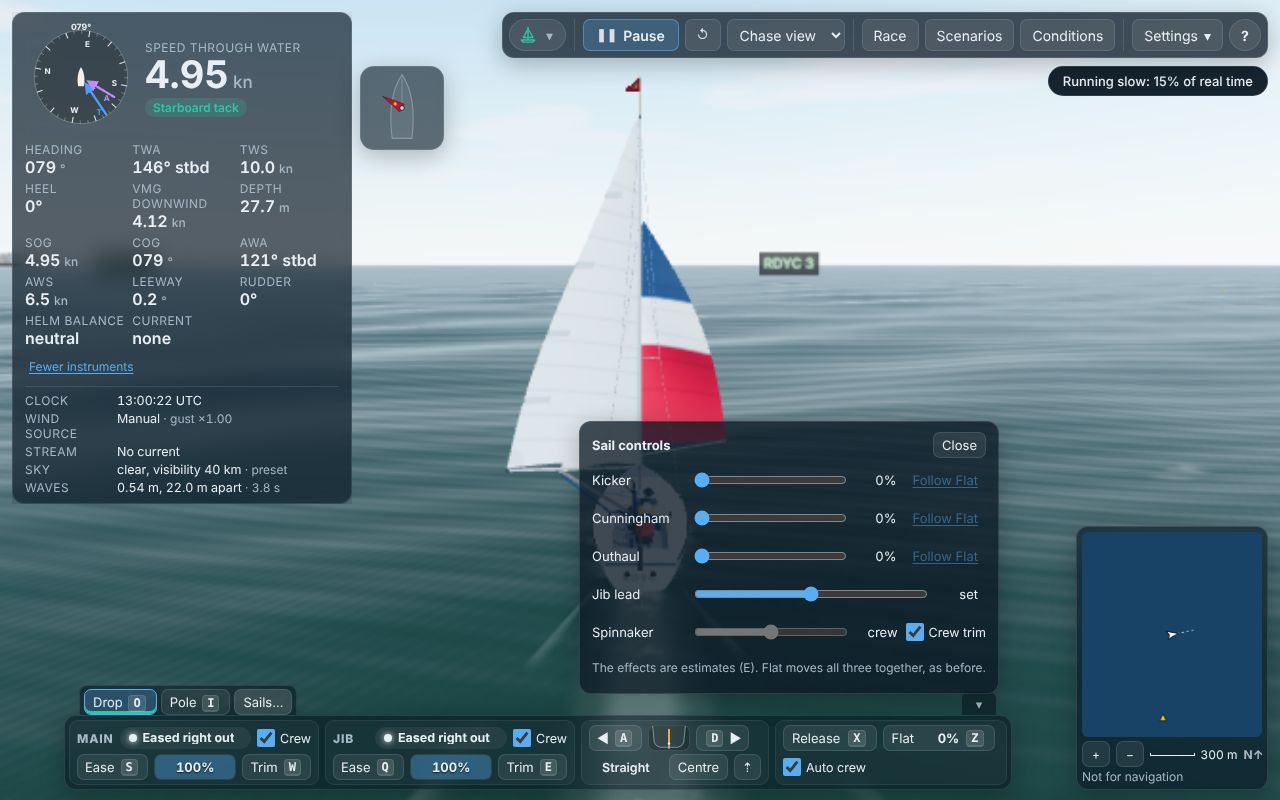 079°
E
N
S
A
T
W
SPEED THROUGH WATER
4.95 kn
Starboard tack
HEADING TWA TWS
079 ° 146° stbd 10.0 kn
HEEL VMG DOWNWIND DEPTH
0° 4.12 kn 27.7 m
SOG COG AWA
4.95 kn 079 ° 121° stbd
AWS LEEWAY RUDDER
6.5 kn 0.2 ° 0°
HELM BALANCE CURRENT
neutral none
Fewer instruments
CLOCK 13:00:22 UTC
WIND SOURCE Manual · gust ×1.00
STREAM No current
SKY clear, visibility 40 km · preset
WAVES 0.54 m, 22.0 m apart · 3.8 s
▾ Pause Chase view Race Scenarios Conditions Settings ▾ ?
Running slow: 15% of real time
RDYC 3
Sail controls Close
Kicker 0% Follow Flat
Cunningham 0% Follow Flat
Outhaul 0% Follow Flat
Jib lead set
Spinnaker crew Crew trim
The effects are estimates (E). Flat moves all three together, as before.
Drop O Pole I Sails...
MAIN Eased right out Crew
Ease S 100% Trim W
JIB Eased right out Crew
Ease Q 100% Trim E
◀ A D ▶
Straight Centre ↑
Release X Flat 0% Z
Auto crew
+ − 300 m N↑
Not for navigation